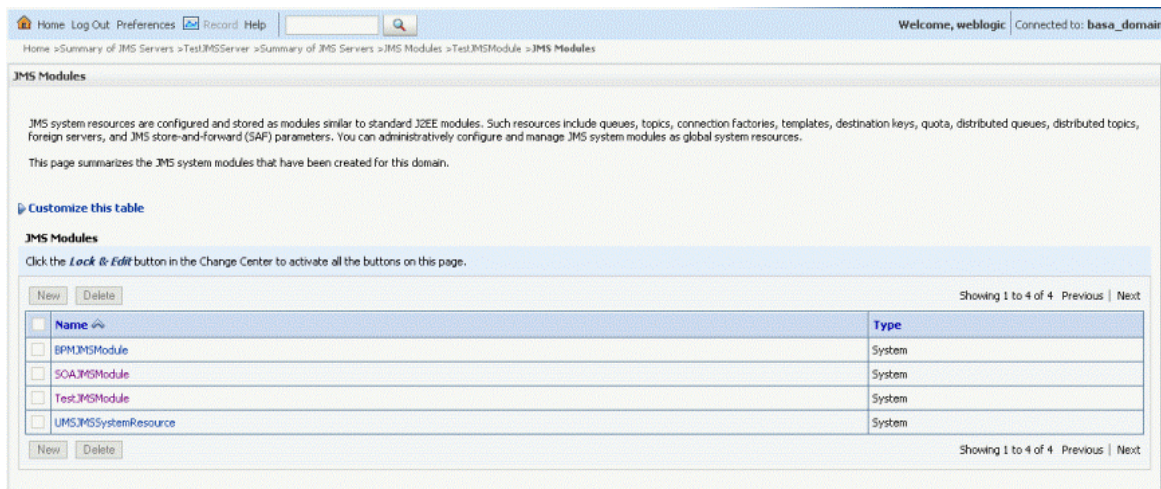 Home Log Out Preferences Record Help Welcome, weblogic Connected to: basa_domain
Home >Summary of JMS Servers >TestJMSServer >Summary of JMS Servers >JMS Modules >TestJMSModule >JMS Modules
JMS Modules
JMS system resources are configured and stored as modules similar to standard J2EE modules. Such resources include queues, topics, connection factories, templates, destination keys, quota, distributed queues, distributed topics,
foreign servers, and JMS store-and-forward (SAF) parameters. You can administratively configure and manage JMS system modules as global system resources.
This page summarizes the JMS system modules that have been created for this domain.
Customize this table
JMS Modules
Click the Lock & Edit button in the Change Center to activate all the buttons on this page.
New Delete Showing 1 to 4 of 4 Previous | Next
Name Type
BPMJMSModule System
SOAJMSModule System
TestJMSModule System
UMSJMSSystemResource System
New Delete Showing 1 to 4 of 4 Previous | Next